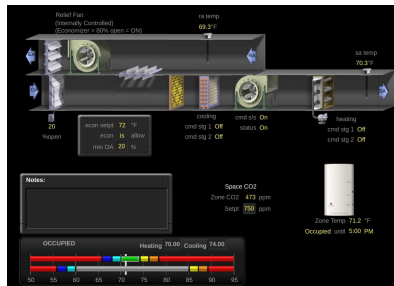 Relief Fan
(Internally Controlled)
(Economizer > 80% open = ON)
ra temp
69.3°F
sa temp
70.3°F
20
%open
econ setpt 72 °F
econ is allow
min OA 20 %
cooling
cmd stg 1 Off
cmd stg 2 Off
cmd s/s On
status On
heating
cmd stg 1 Off
cmd stg 2 Off
Notes:
Space CO2
Zone CO2 473 ppm
Setpt 750 ppm
Zone Temp 71.2 °F
Occupied until 5:00 PM
OCCUPIED
Heating 70.00 Cooling 74.00
50 55 60 65 70 75 80 85 90 95